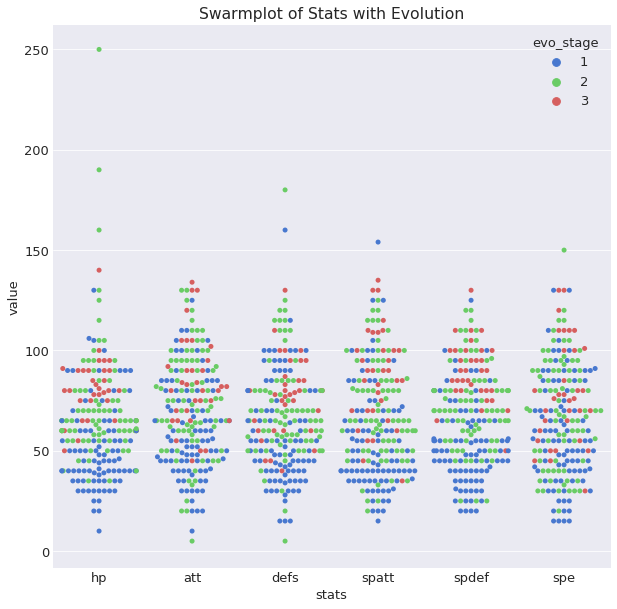 Swarmplot of Stats with Evolution
evo_stage
1
2
3
250
200
150
100
50
0
value
hp att defs spatt spdef spe
stats